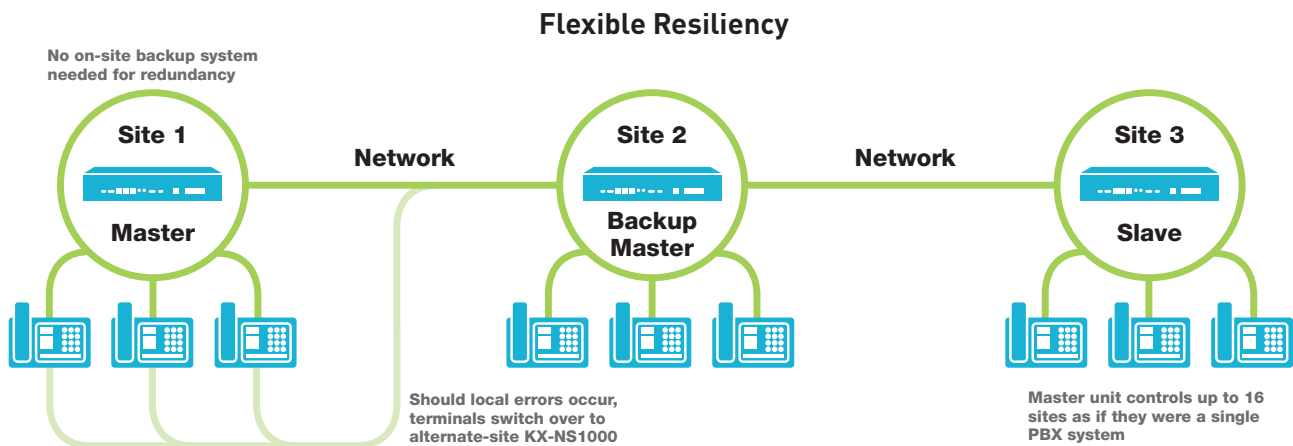 Flexible Resiliency
No on-site backup system
needed for redundancy
Site 1
Master
Network
Site 2
Backup
Master
Network
Site 3
Slave
Should local errors occur,
terminals switch over to
alternate-site KX-NS1000
Master unit controls up to 16
sites as if they were a single
PBX system